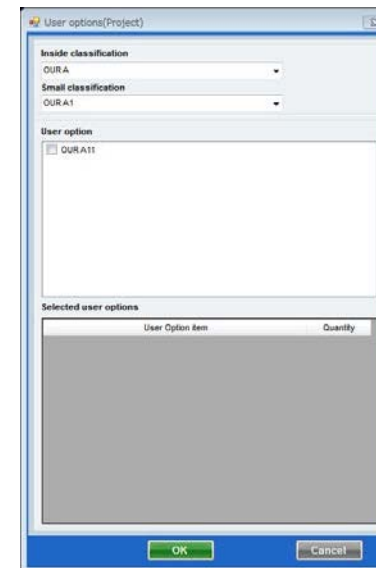 User options(Project)
Inside classification
OUR A
Small classification
OUR A1
User option
OUR A11
Selected user options
User Option item Quantity
OK Cancel